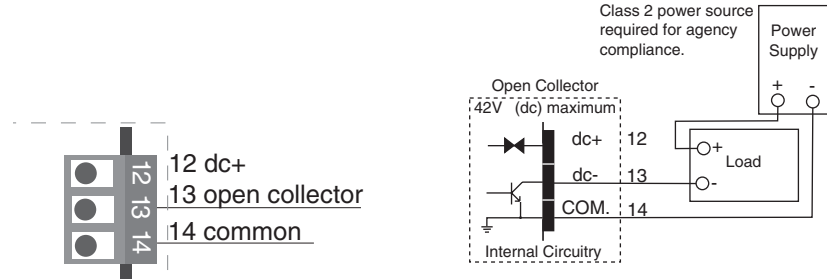 12
13
14
12 dc+
13 open collector
14 common
Class 2 power source
required for agency
compliance.
Power
Supply
+ -
Open Collector
42V (dc) maximum
dc+ 12
dc- 13
COM. 14
+
Load
-
Internal Circuitry